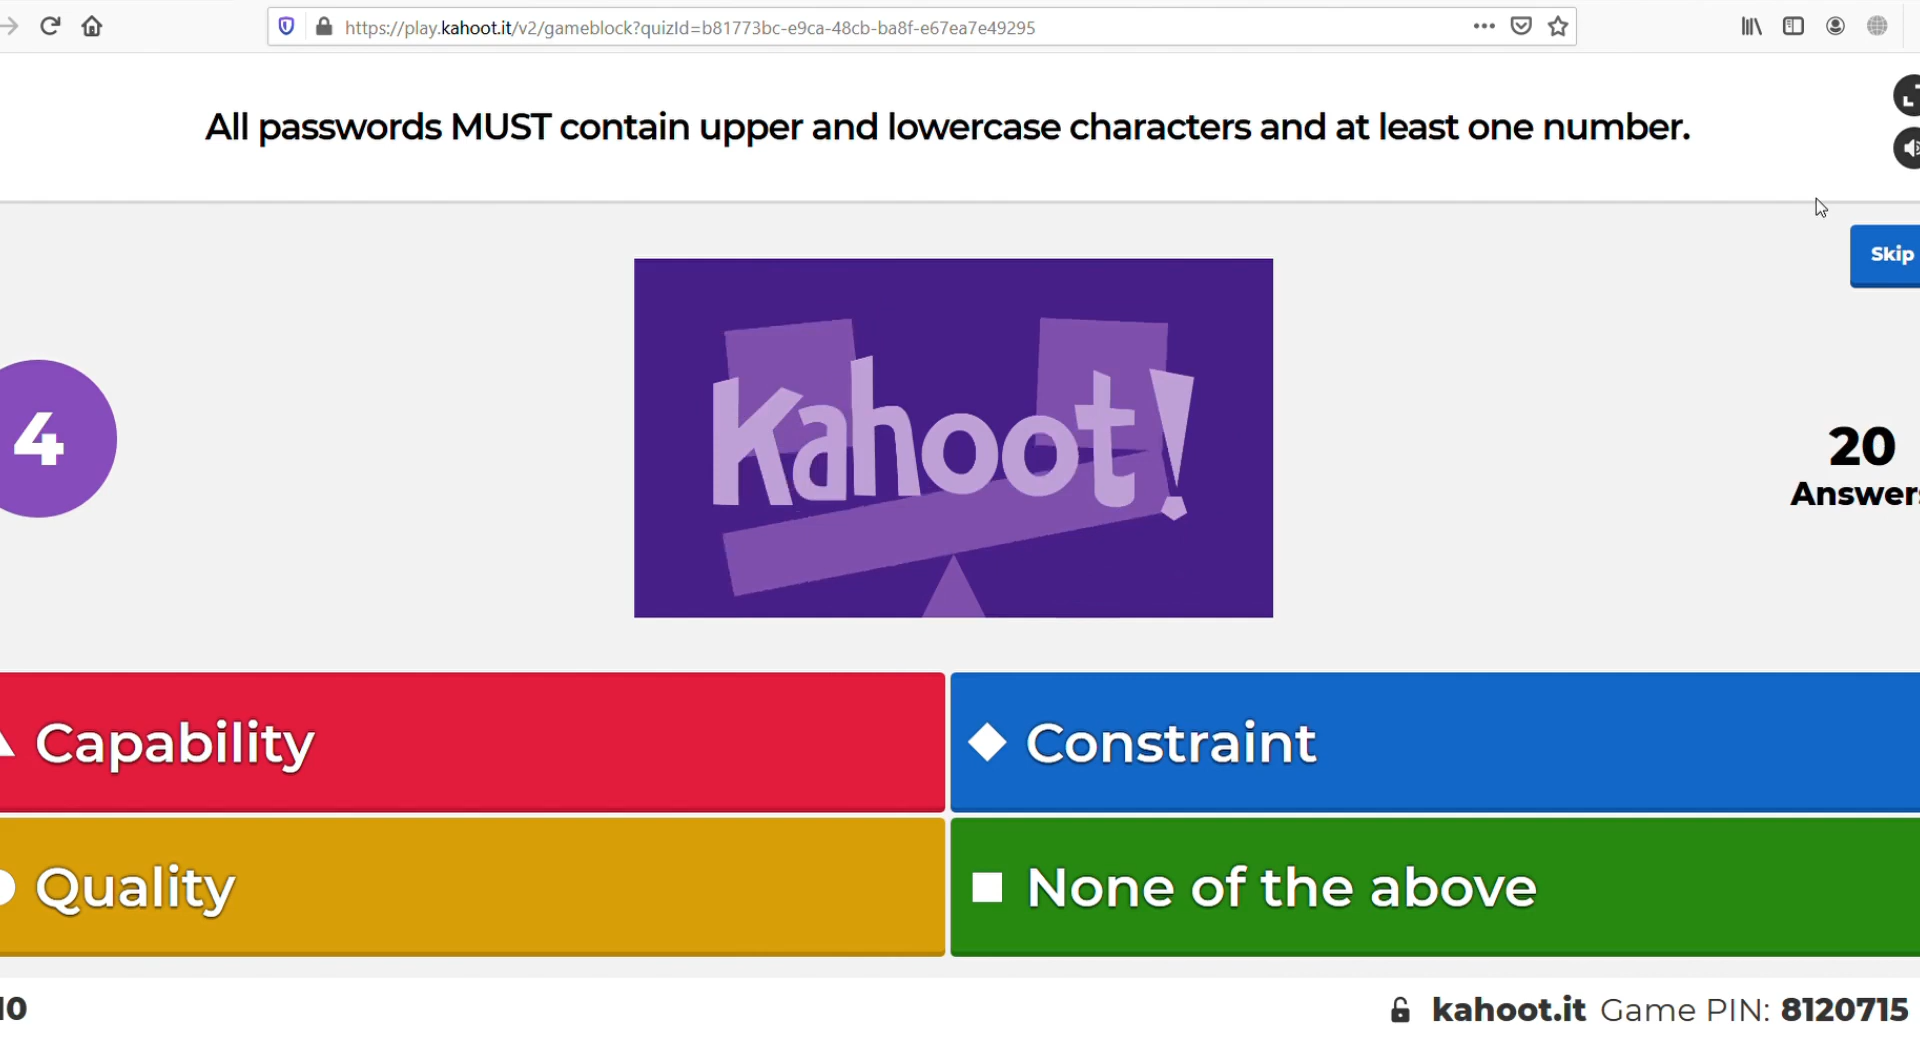 https://play.kahoot.it/v2/gameblock?quizId=b81773bc-e9ca-48cb-ba8f-e67ea7e49295
All passwords MUST contain upper and lowercase characters and at least one number.
Skip
4
Kahoot!
20
Answers
Capability
Constraint
Quality
None of the above
10
kahoot.it Game PIN: 8120715